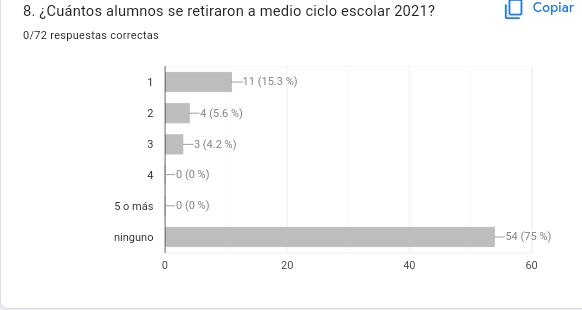 8. ¿Cuántos alumnos se retiraron a medio ciclo escolar 2021?
Copiar
0/72 respuestas correctas
1 11 (15.3 %)
2 4 (5.6 %)
3 3 (4.2 %)
4 0 (0 %)
5 o más 0 (0 %)
ninguno 54 (75 %)
0 20 40 60